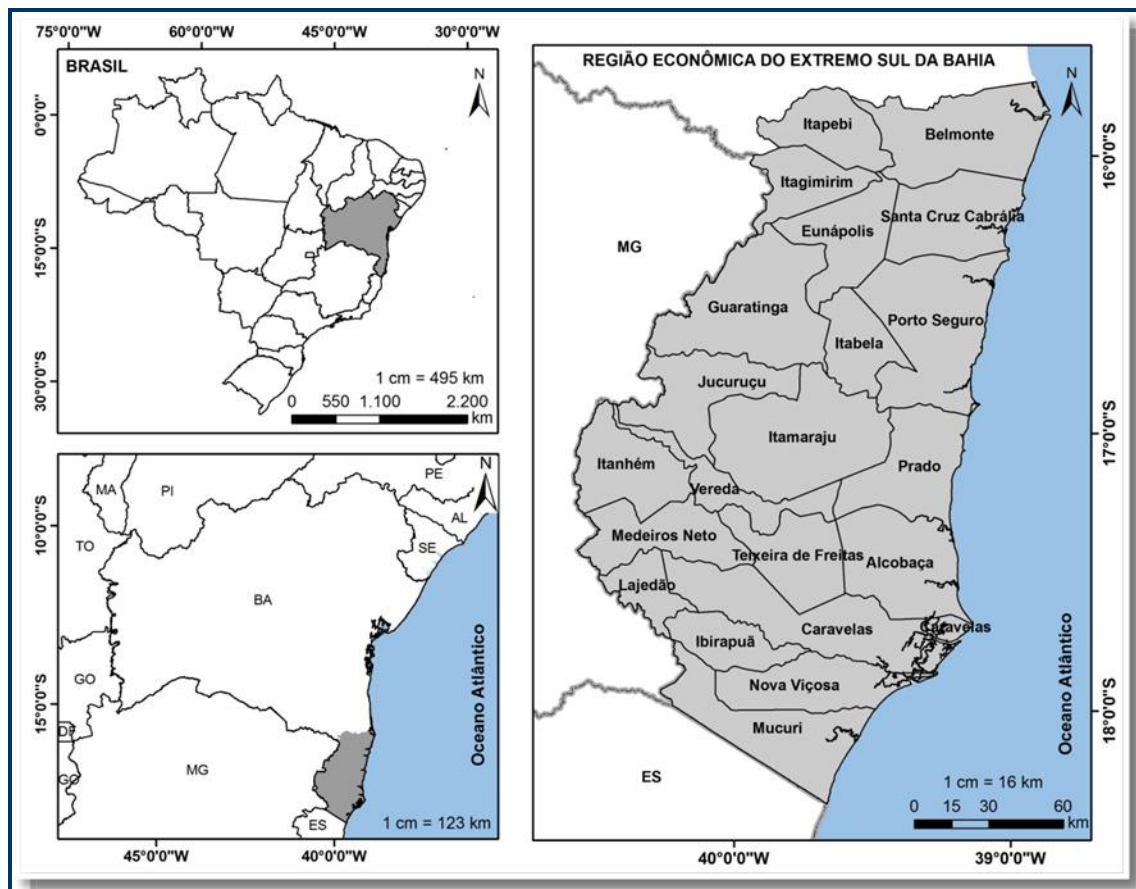 75°0'0"W
60°0'0"W
45°0'0"W
30°0'0"W
BRASIL
N
0°0'0"
15°0'0"S
30°0'0"S
1 cm = 495 km
0 550 1.100 2.200
km
MA
PI
PE
N
AL
SE
TO
BA
GO
DF
GO
MG
ES
10°0'0"S
15°0'0"S
Oceano Atlântico
1 cm = 123 km
45°0'0"W
40°0'0"W
REGIÃO ECONÔMICA DO EXTREMO SUL DA BAHIA
N
Itapebi
Belmonte
Itagimirim
Santa Cruz Cabrália
Eunápolis
MG
Guaratinga
Porto Seguro
Itabela
Jucuruçu
Itamaraju
Itanhém
Prado
Vereda
Medeiros Neto
Teixeira de Freitas
Alcobaça
Lajedão
Caravelas
Caravelas
Ibirapuã
Nova Viçosa
Mucuri
ES
16°0'0"S
17°0'0"S
18°0'0"S
Oceano Atlântico
1 cm = 16 km
0 15 30 60
km
40°0'0"W
39°0'0"W